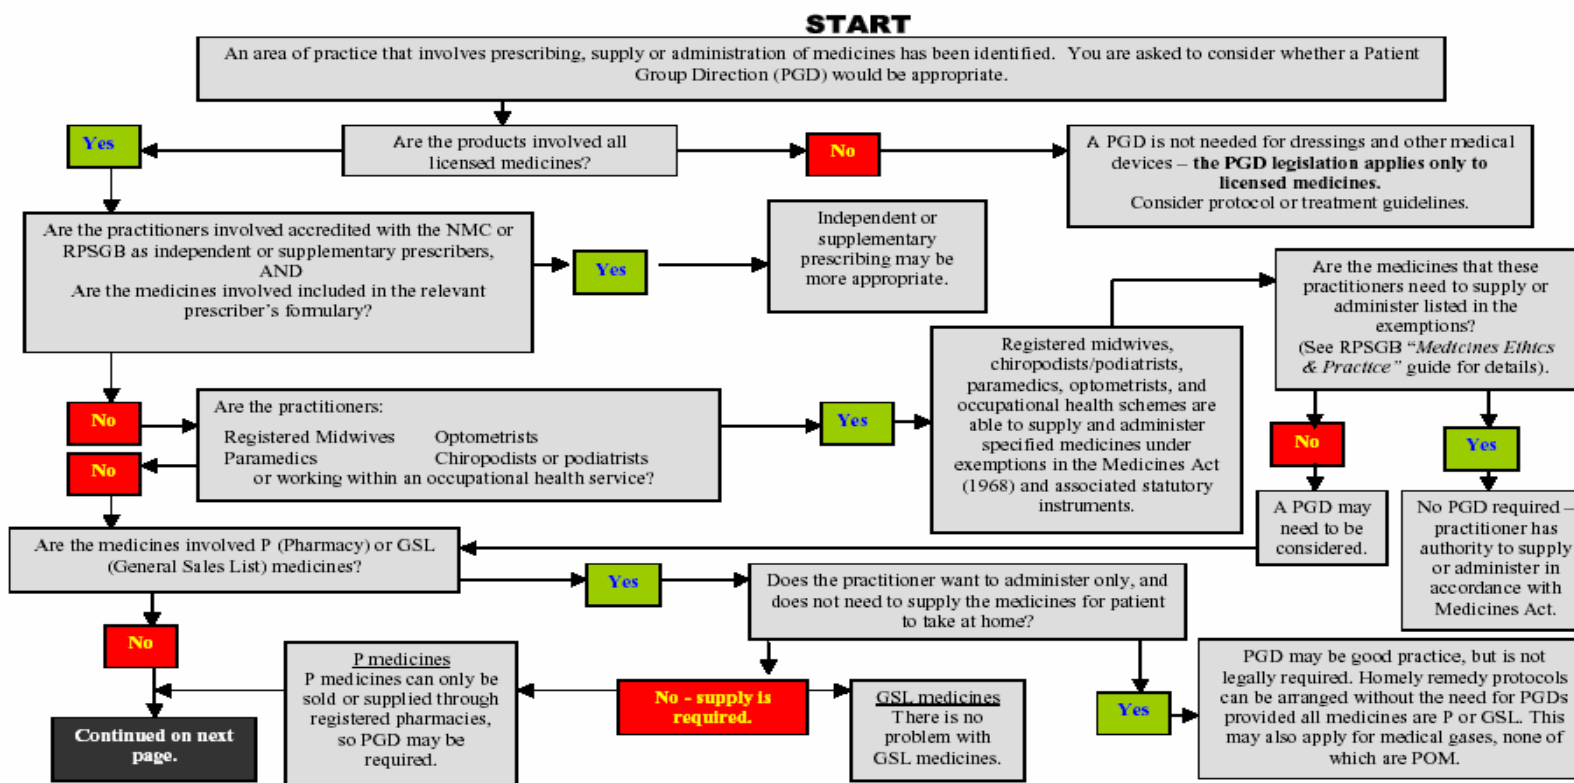 START
An area of practice that involves prescribing, supply or administration of medicines has been identified.  You are asked to consider whether a Patient
Group Direction (PGD) would be appropriate.
Yes
Are the products involved all
licensed medicines?
No
A PGD is not needed for dressings and other medical
devices – the PGD legislation applies only to
licensed medicines.
Consider protocol or treatment guidelines.
Are the practitioners involved accredited with the NMC or
RPSGB as independent or supplementary prescribers,
AND
Are the medicines involved included in the relevant
prescriber's formulary?
Yes
Independent or
supplementary
prescribing may be
more appropriate.
Are the medicines that these
practitioners need to supply or
administer listed in the
exemptions?
(See RPSGB “Medicines Ethics
& Practice” guide for details).
No
Are the practitioners:
Registered Midwives Optometrists
Paramedics Chiropodists or podiatrists
or working within an occupational health service?
Yes
Registered midwives,
chiropodists/podiatrists,
paramedics, optometrists, and
occupational health schemes are
able to supply and administer
specified medicines under
exemptions in the Medicines Act
(1968) and associated statutory
instruments.
No
Yes
No
A PGD may
need to be
considered.
No PGD required –
practitioner has
authority to supply
or administer in
accordance with
Medicines Act.
Are the medicines involved P (Pharmacy) or GSL
(General Sales List) medicines?
Yes
Does the practitioner want to administer only, and
does not need to supply the medicines for patient
to take at home?
No
P medicines
P medicines can only be
sold or supplied through
registered pharmacies,
so PGD may be
required.
No - supply is
required.
GSL medicines
There is no
problem with
GSL medicines.
Yes
PGD may be good practice, but is not
legally required. Homely remedy protocols
can be arranged without the need for PGDs
provided all medicines are P or GSL. This
may also apply for medical gases, none of
which are POM.
Continued on next
page.